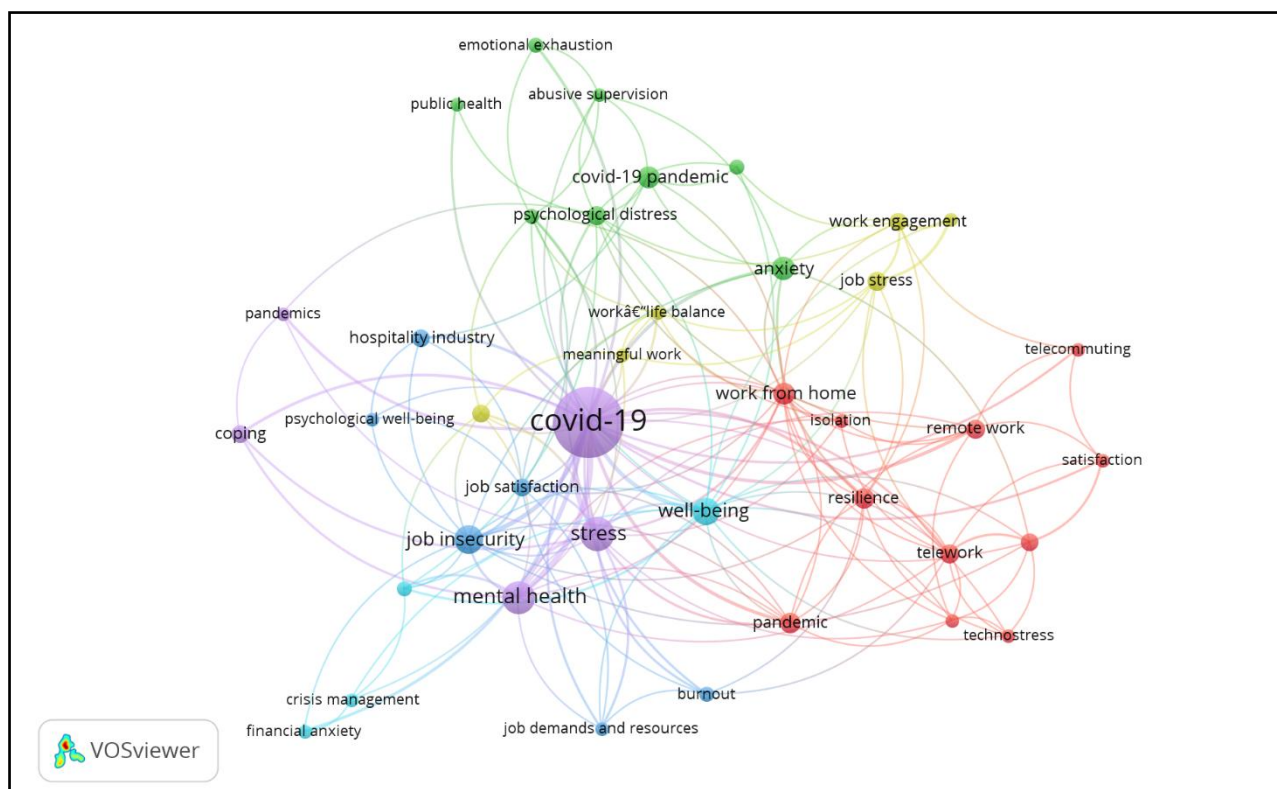 emotional exhaustion
abusive supervision
public health
covid-19 pandemic
psychological distress
work engagement
anxiety
job stress
pandemics
workâ€“life balance
hospitality industry
meaningful work
telecommuting
work from home
psychological well-being
covid-19
isolation
remote work
coping
satisfaction
job satisfaction
resilience
well-being
stress
job insecurity
telework
mental health
pandemic
technostress
burnout
crisis management
job demands and resources
financial anxiety
VOSviewer